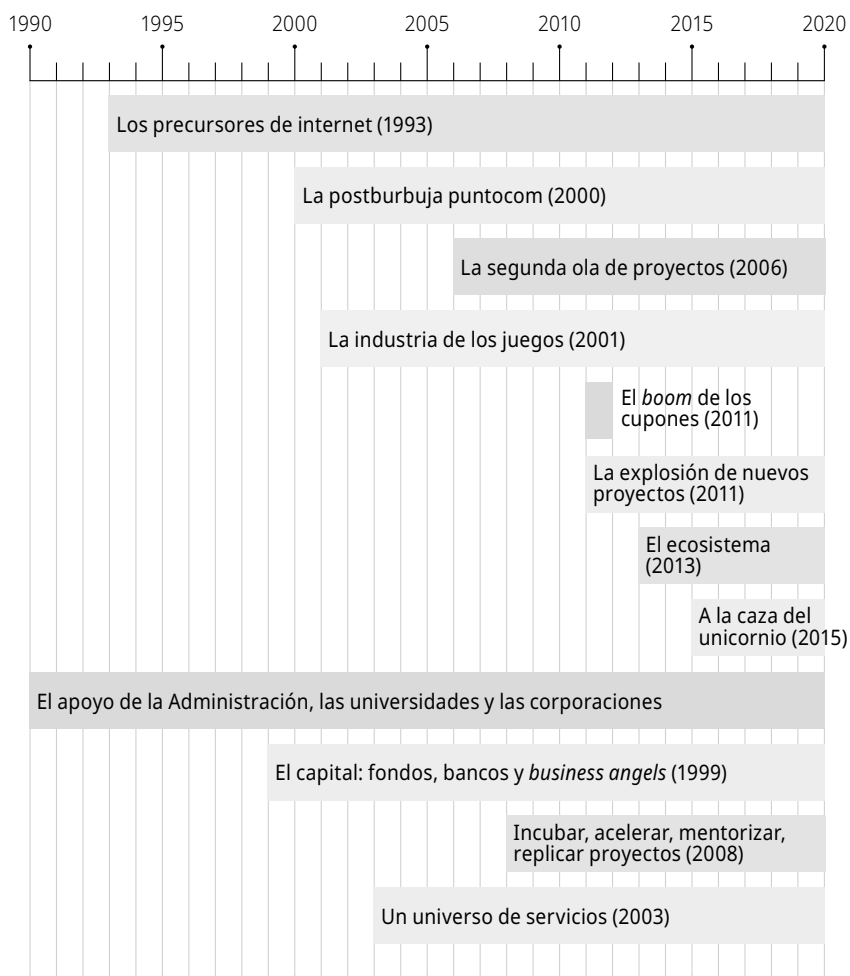 1990 1995 2000 2005 2010 2015 2020
Los precursores de internet (1993)
La postburbuja puntocom (2000)
La segunda ola de proyectos (2006)
La industria de los juegos (2001)
El boom de los
cupones (2011)
La explosión de nuevos
proyectos (2011)
El ecosistema
(2013)
A la caza del
unicornio (2015)
El apoyo de la Administración, las universidades y las corporaciones
El capital: fondos, bancos y business angels (1999)
Incubar, acelerar, mentorizar,
replicar proyectos (2008)
Un universo de servicios (2003)